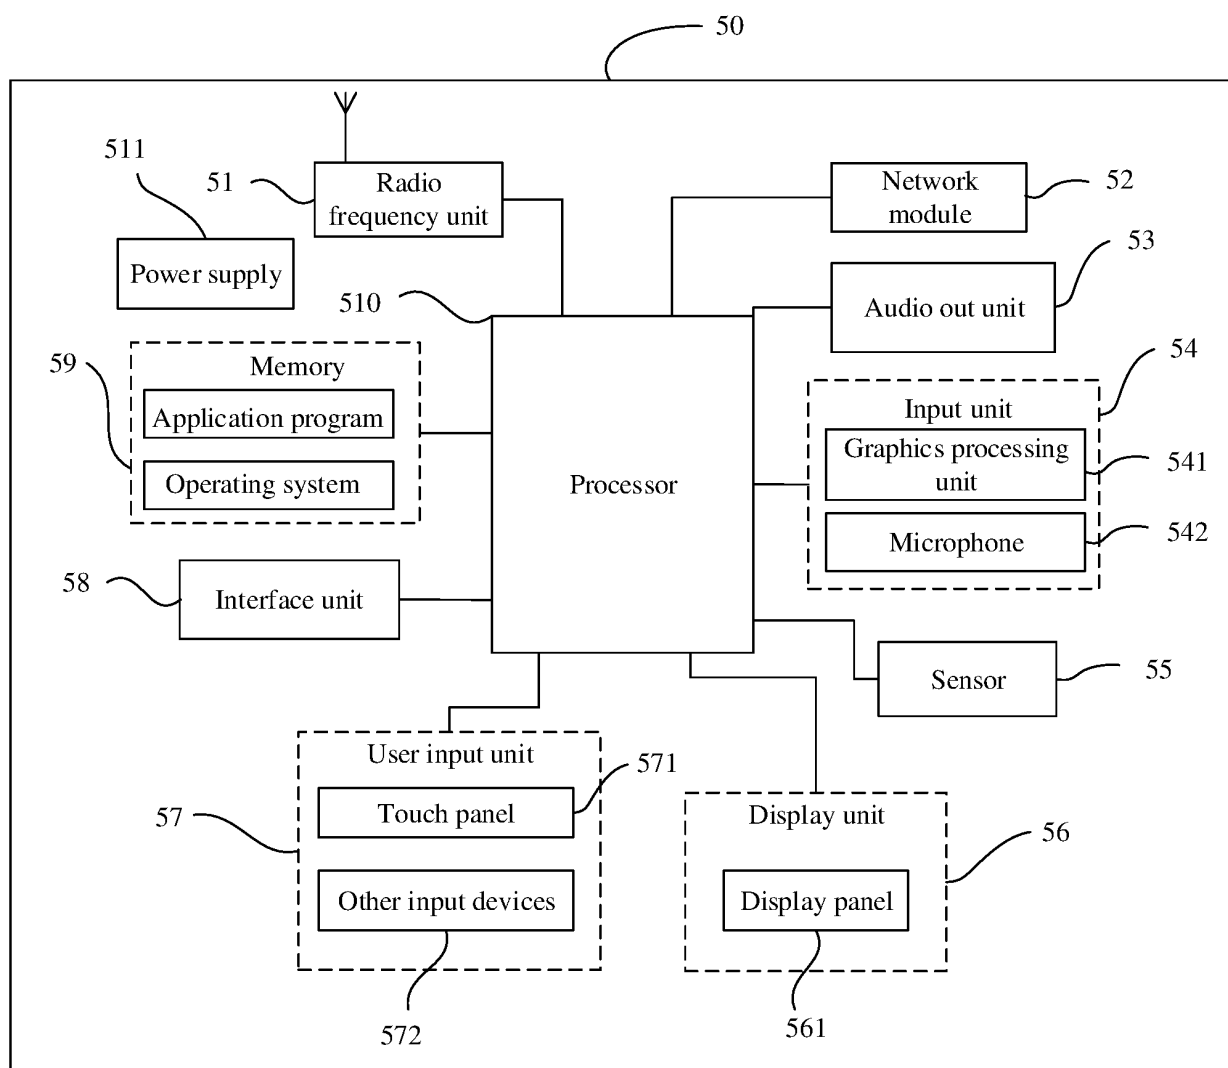 50
511
51
Radio
frequency unit
Network
module
52
Power supply
53
Audio out unit
510
59
Memory
Application program
Operating system
54
Input unit
Graphics processing
unit
541
Processor
Microphone
542
58
Interface unit
Sensor
55
User input unit
571
57
Touch panel
Other input devices
572
Display unit
56
Display panel
561